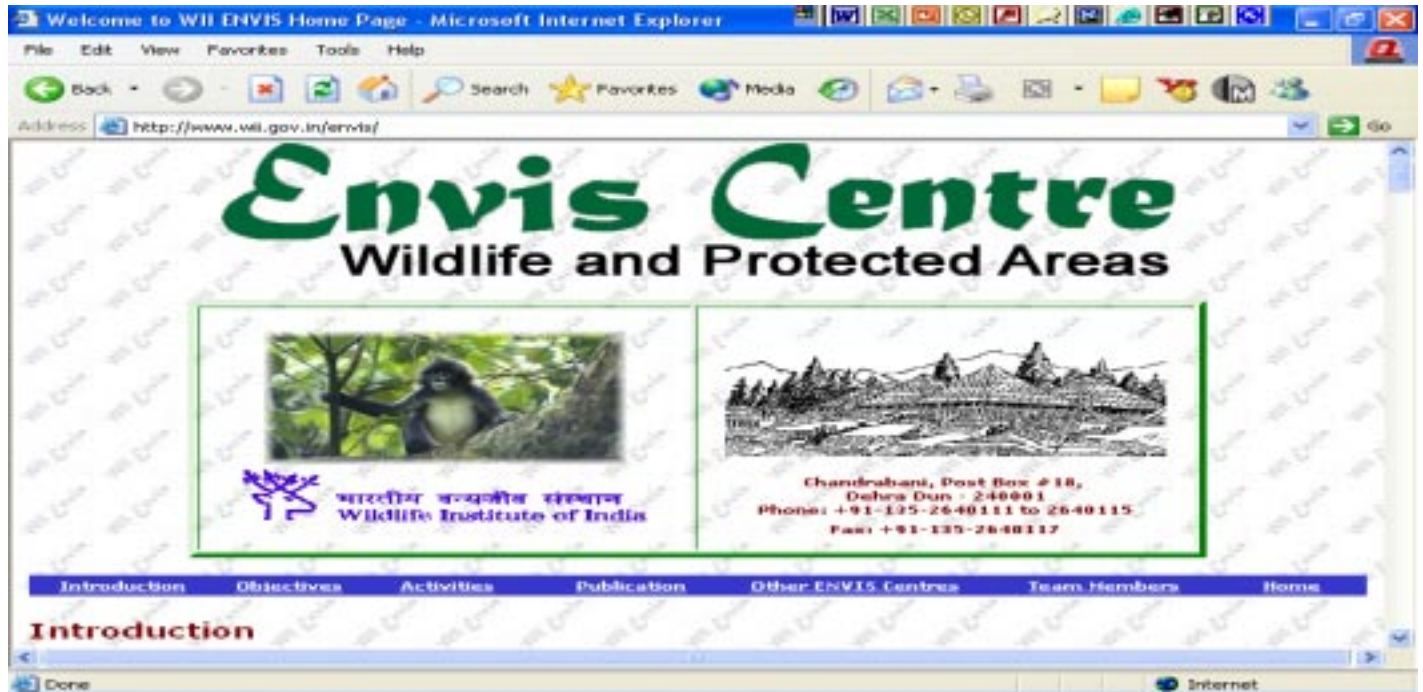 Welcome to WII ENVIS Home Page - Microsoft Internet Explorer
File Edit View Favorites Tools Help
Back Search Favorites Media
Address http://www.wii.gov.in/envis/ Go
Envis Centre
Wildlife and Protected Areas
भारतीय वन्यजीव संस्थान
Wildlife Institute of India
Chandrabani, Post Box #18,
Dehra Dun - 248001
Phone: +91-135-2640111 to 2640115
Fax: +91-135-2640117
Introduction Objectives Activities Publication Other ENVIS Centres Team Members Home
Introduction
Done Internet